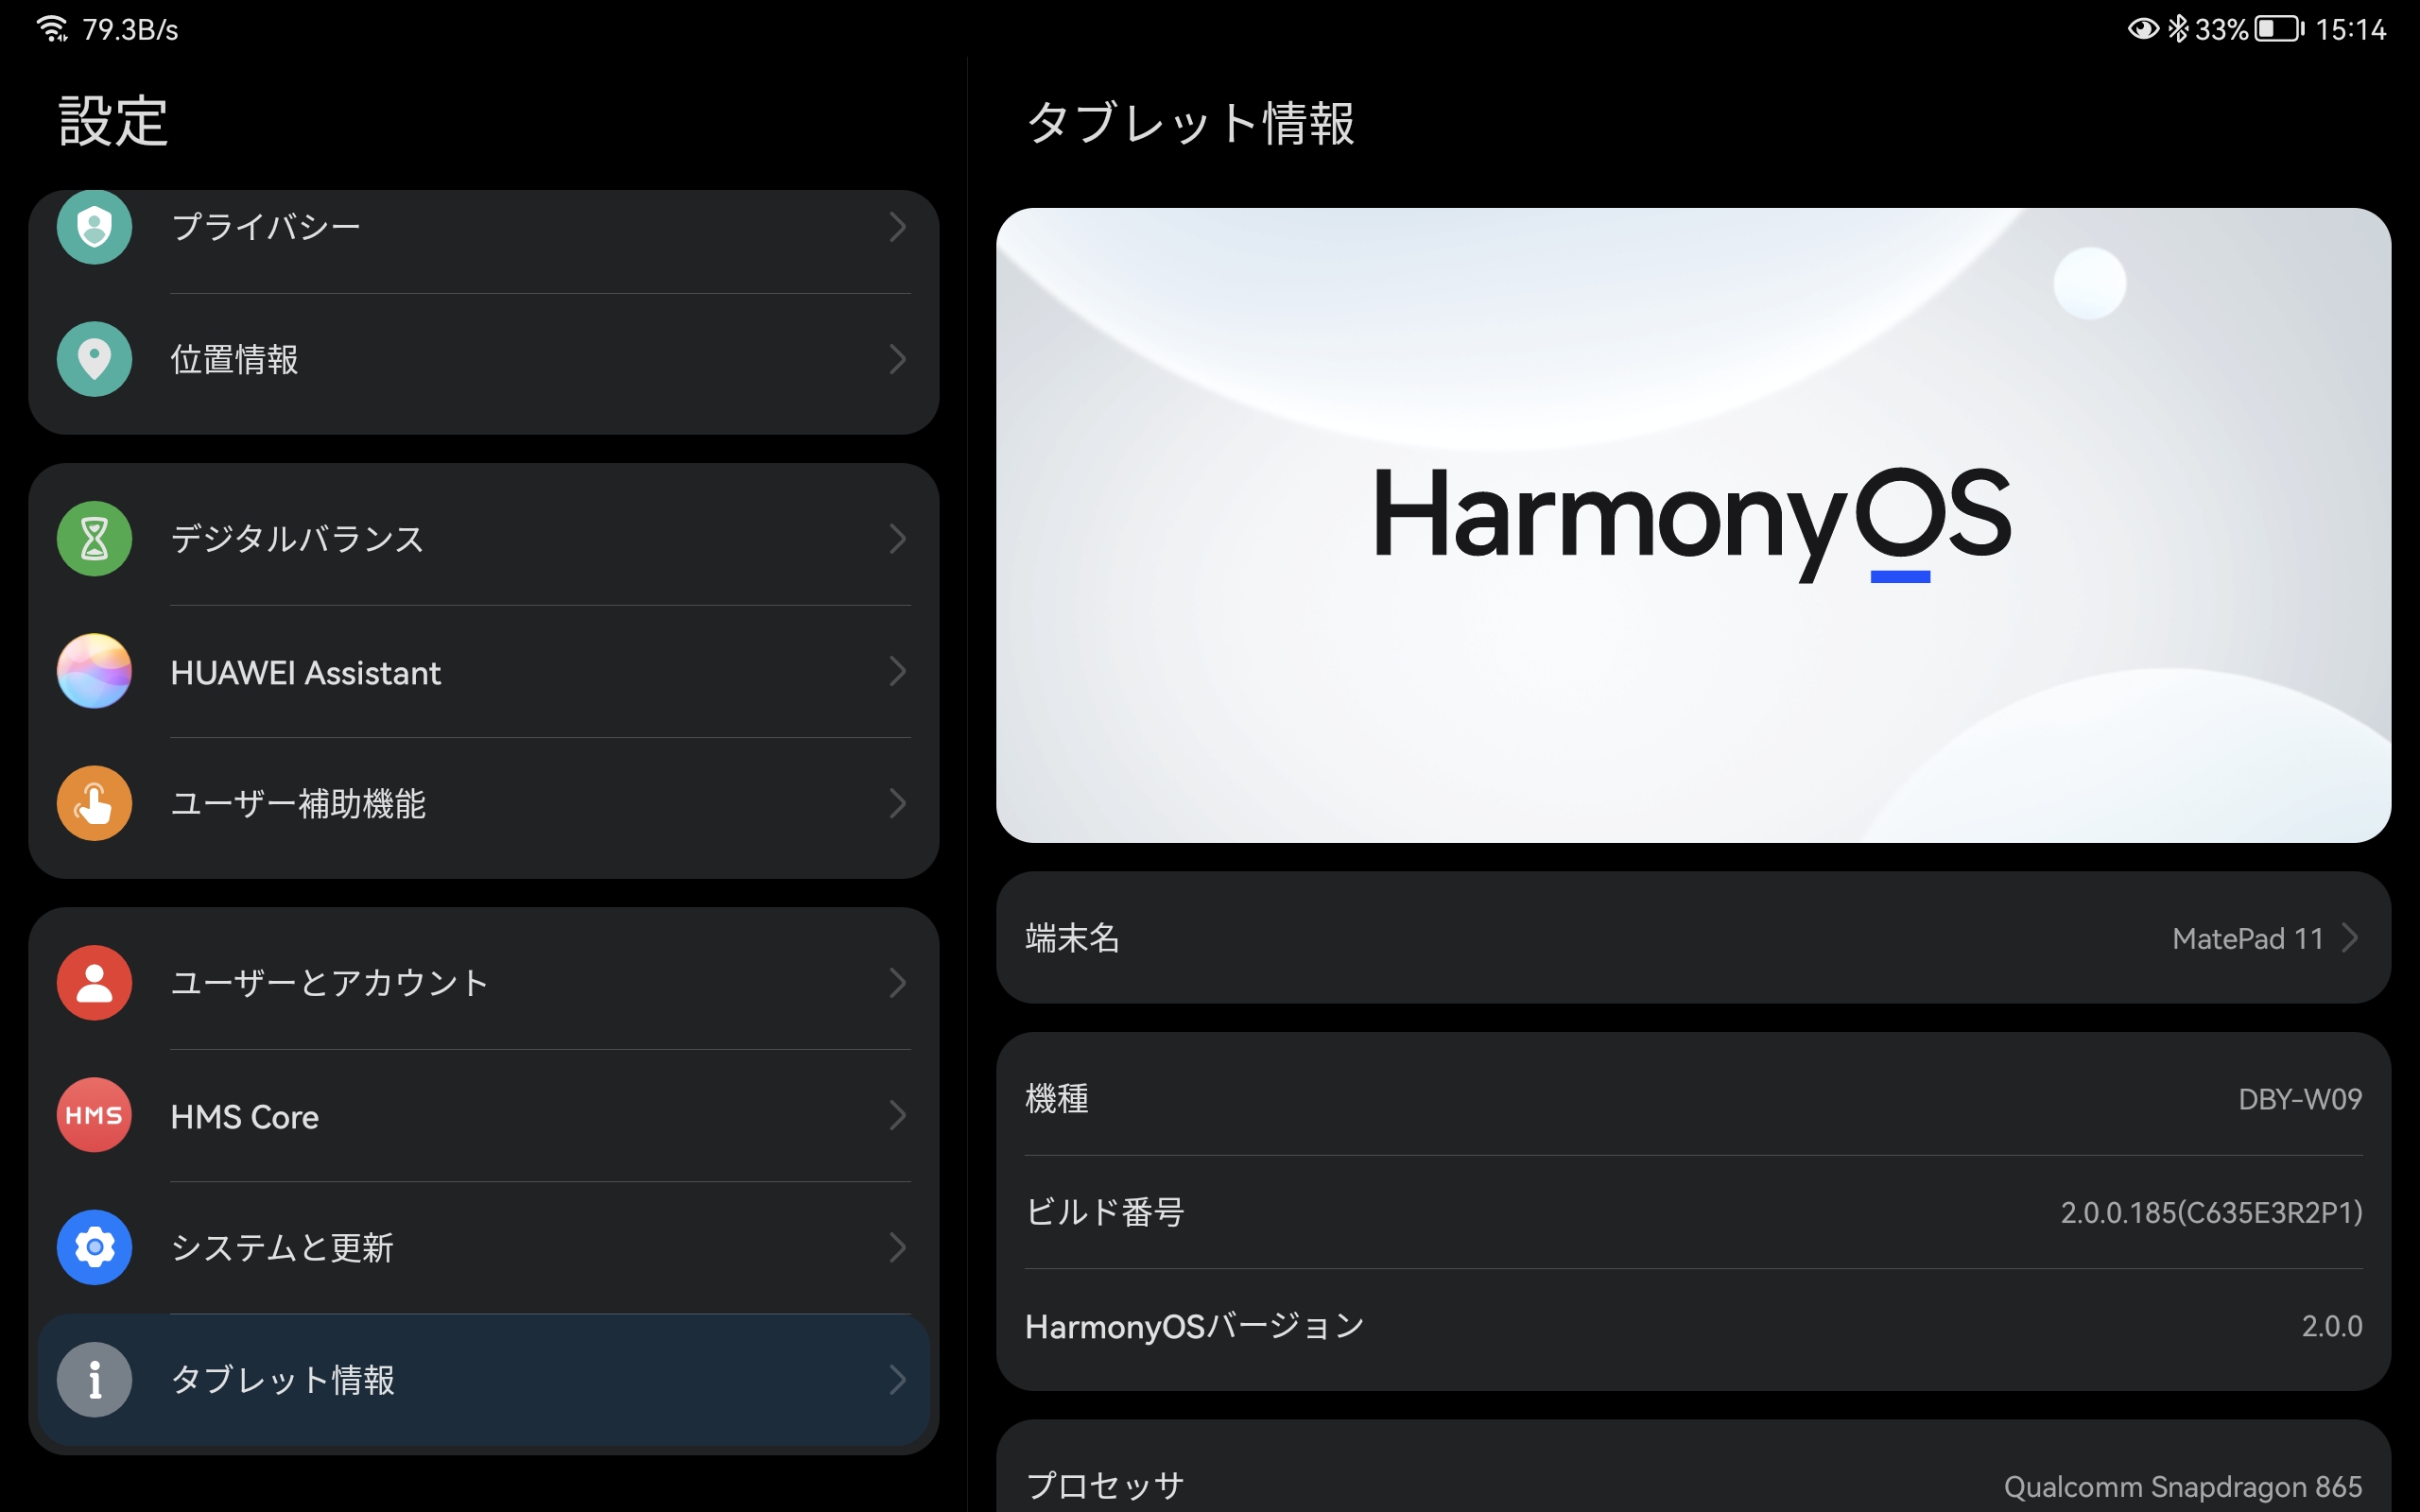 79.3B/s
33% 15:14
設定
プライバシー
位置情報
デジタルバランス
HUAWEI Assistant
ユーザー補助機能
ユーザーとアカウント
HMS
HMS Core
システムと更新
タブレット情報
タブレット情報
HarmonyOS
端末名 MatePad 11
機種 DBY-W09
ビルド番号 2.0.0.185(C635E3R2P1)
HarmonyOSバージョン 2.0.0
プロセッサ Qualcomm Snapdragon 865